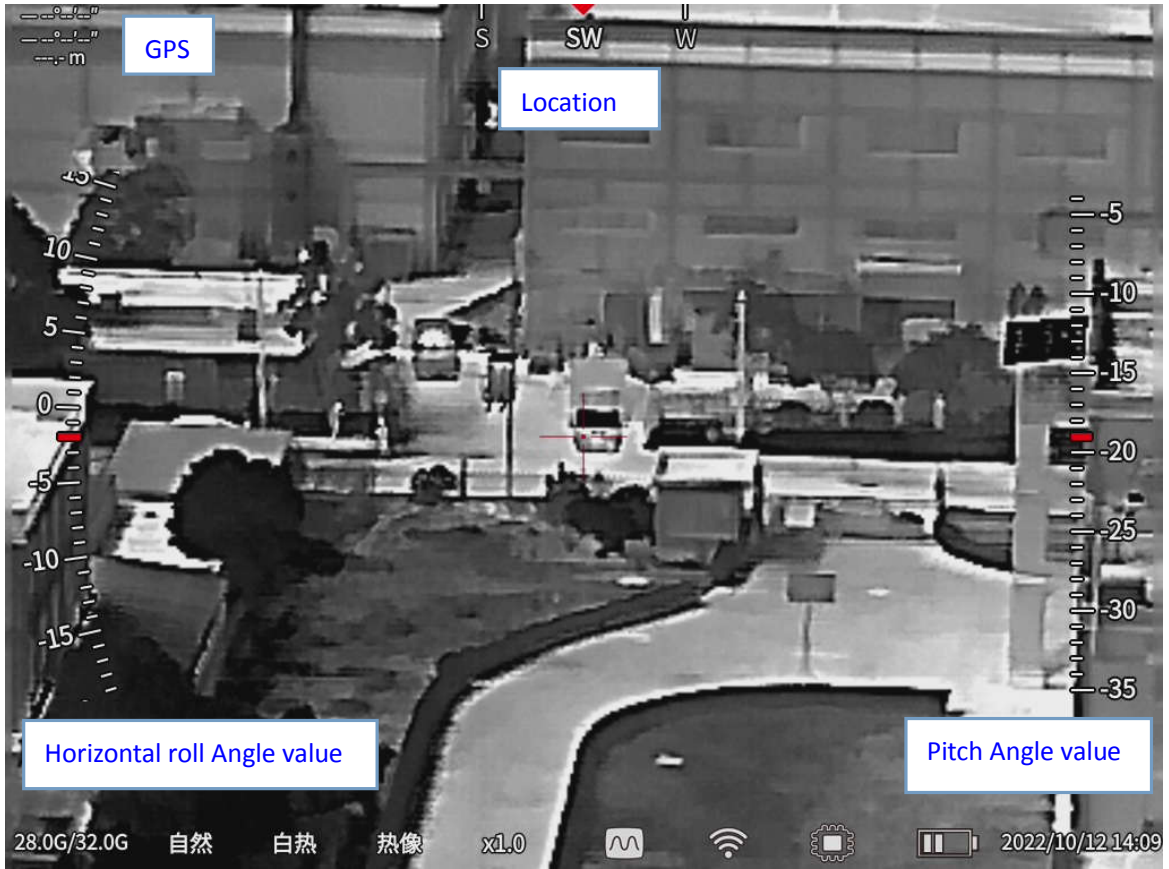 —--°--'--"
—--°--'--"
---.- m
GPS
S SW W
Location
15
10
5
0
-5
-10
-15
-5
-10
-15
-20
-25
-30
-35
Horizontal roll Angle value
Pitch Angle value
28.0G/32.0G 自然 白热 热像 x1.0 2022/10/12 14:09